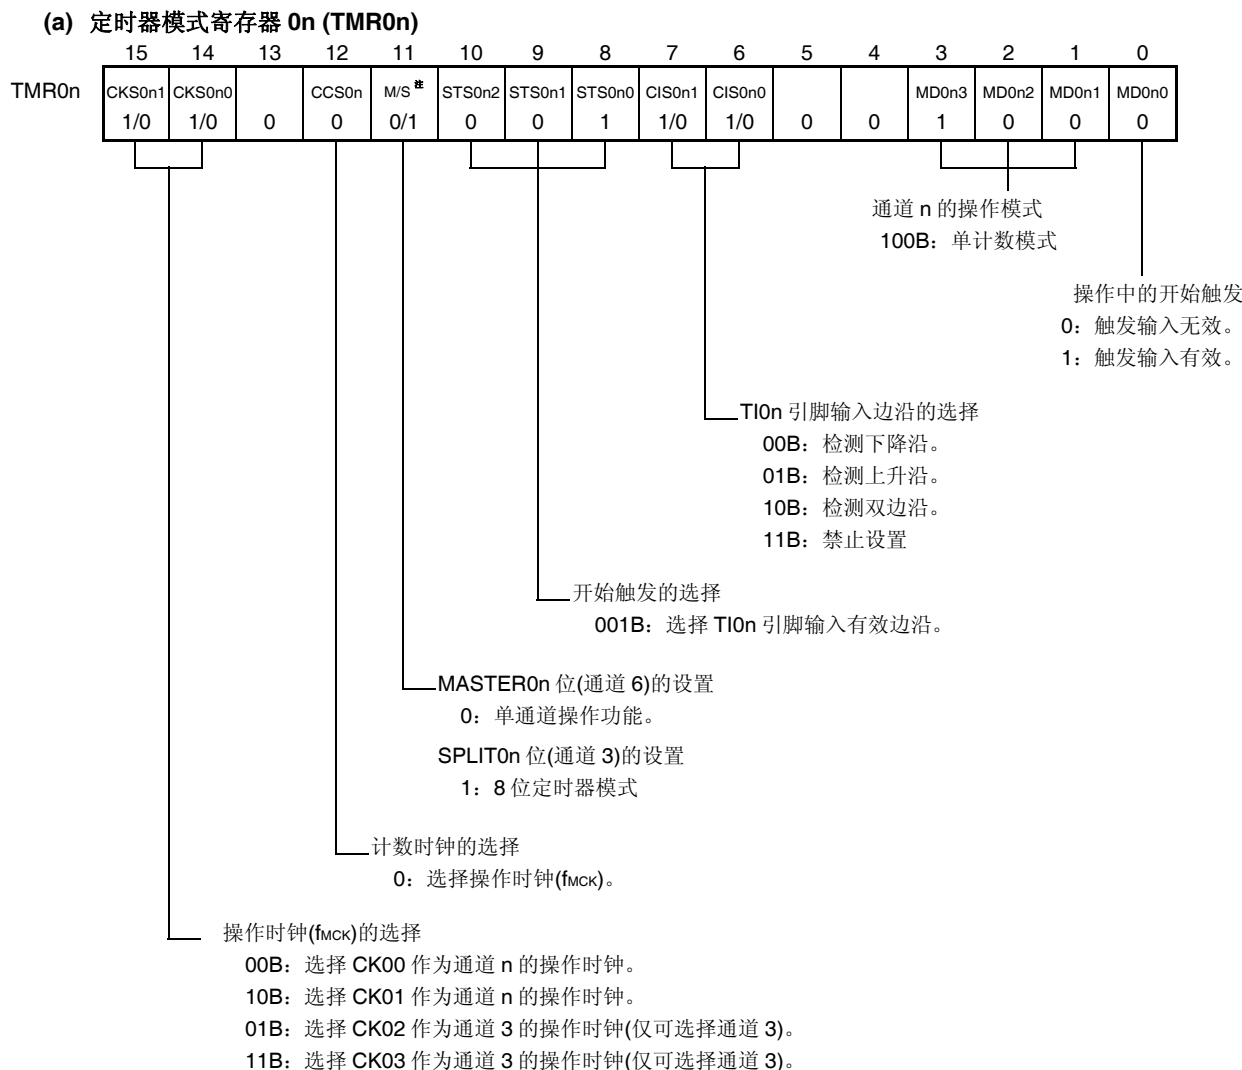 (a) 定时器模式寄存器 0n (TMR0n)
15 14 13 12 11 10 9 8 7 6 5 4 3 2 1 0
TMR0n CKS0n1 CKS0n0 CCS0n M/S注 STS0n2 STS0n1 STS0n0 CIS0n1 CIS0n0 MD0n3 MD0n2 MD0n1 MD0n0
1/0 1/0 0 0 0/1 0 0 1 1/0 1/0 0 0 1 0 0 0
通道 n 的操作模式
100B：单计数模式
操作中的开始触发
0：触发输入无效。
1：触发输入有效。
TI0n 引脚输入边沿的选择
00B：检测下降沿。
01B：检测上升沿。
10B：检测双边沿。
11B：禁止设置
开始触发的选择
001B：选择 TI0n 引脚输入有效边沿。
MASTER0n 位(通道 6)的设置
0：单通道操作功能。
SPLIT0n 位(通道 3)的设置
1：8 位定时器模式
计数时钟的选择
0：选择操作时钟(fMCK)。
操作时钟(fMCK)的选择
00B：选择 CK00 作为通道 n 的操作时钟。
10B：选择 CK01 作为通道 n 的操作时钟。
01B：选择 CK02 作为通道 3 的操作时钟(仅可选择通道 3)。
11B：选择 CK03 作为通道 3 的操作时钟(仅可选择通道 3)。